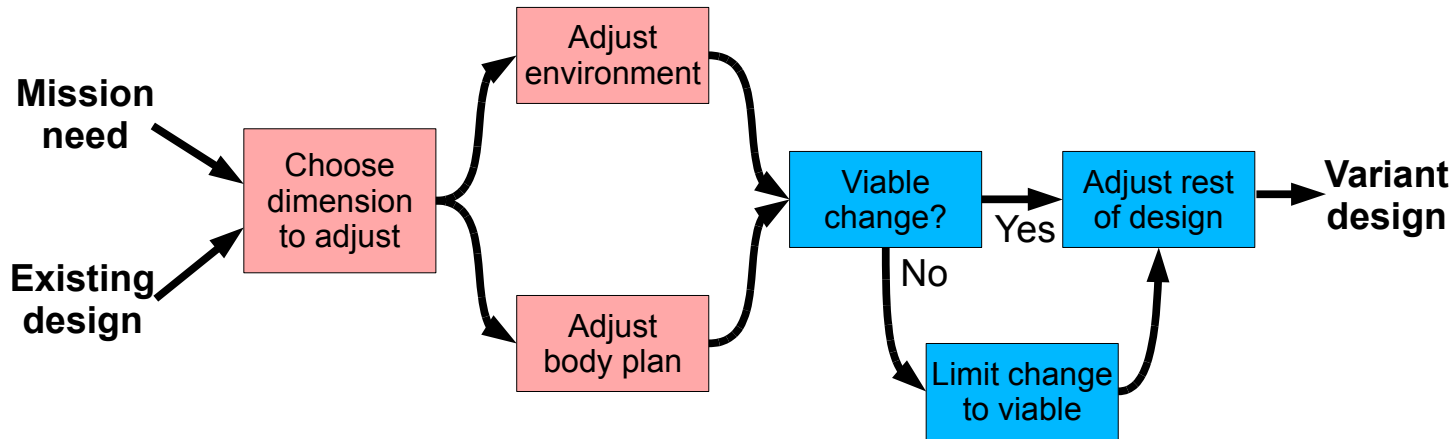 Mission
need
Existing
design
Choose
dimension
to adjust
Adjust
environment
Adjust
body plan
Viable
change?
Yes
No
Limit change
to viable
Adjust rest
of design
Variant
design